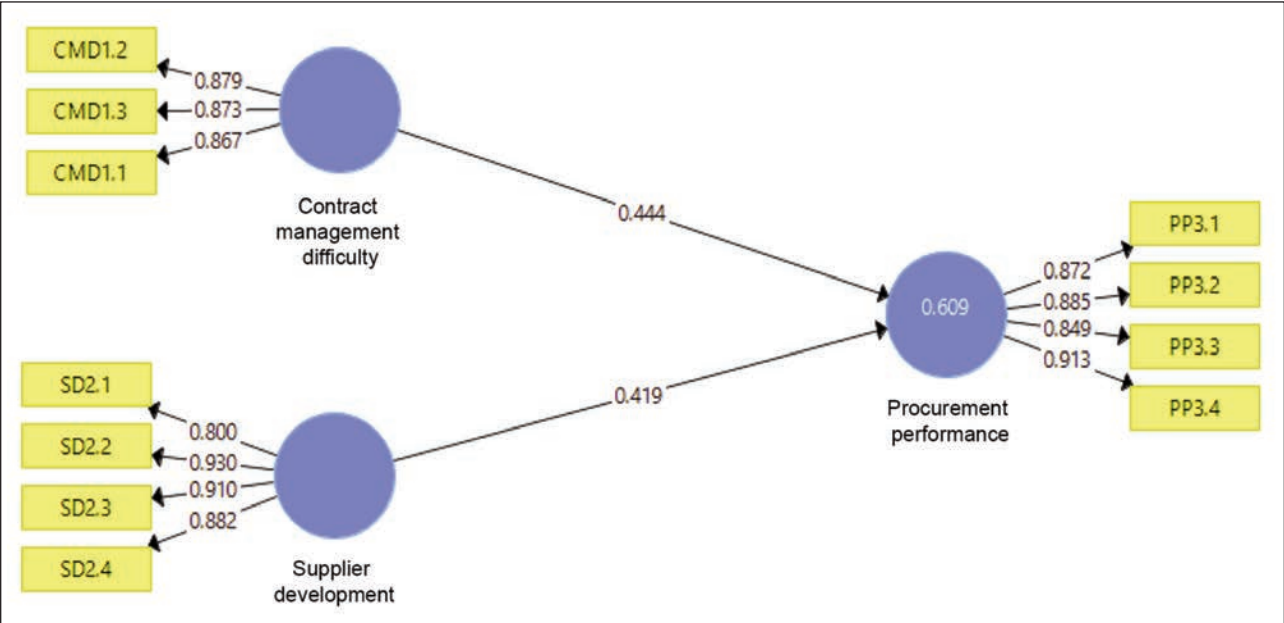 CMD1.2
0.879
CMD1.3
0.873
CMD1.1
0.867
Contract
management
difficulty
0.444
SD2.1
0.800
SD2.2
0.930
SD2.3
0.910
SD2.4
0.882
Supplier
development
0.419
0.609
Procurement
performance
PP3.1
0.872
PP3.2
0.885
PP3.3
0.849
PP3.4
0.913